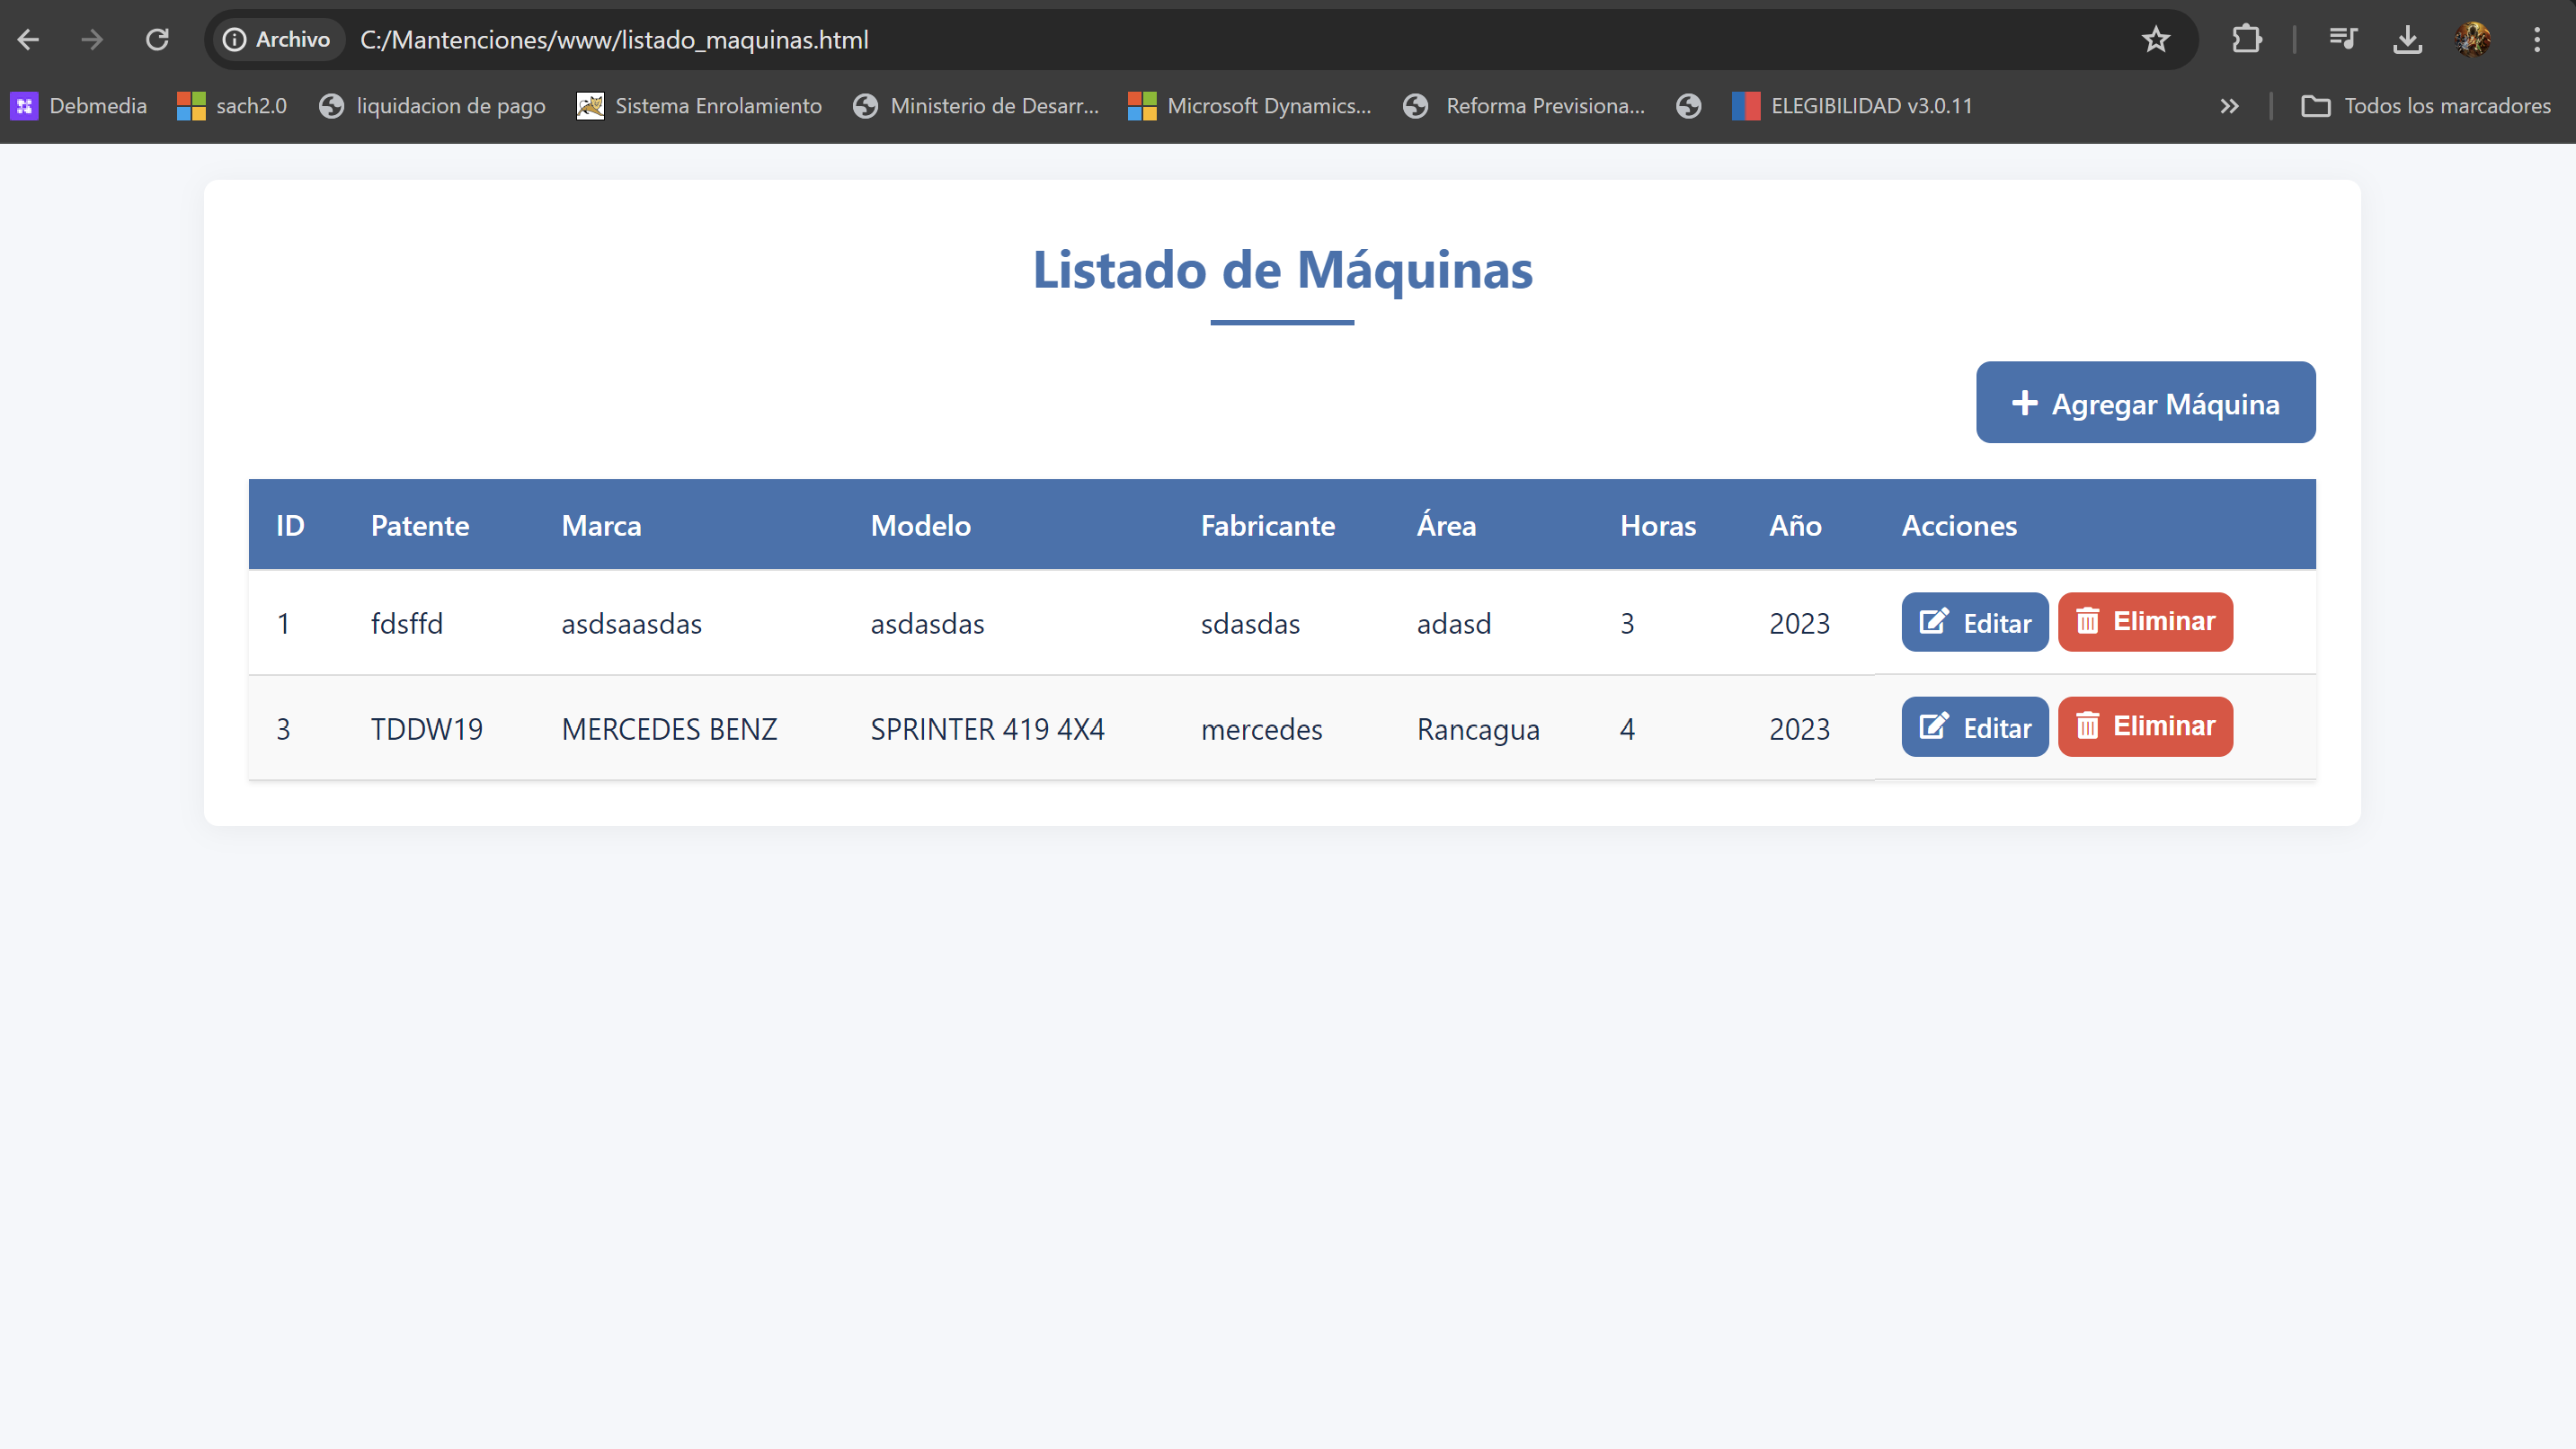 Archivo C:/Mantenciones/www/listado_maquinas.html
Debmedia sach2.0 liquidacion de pago Sistema Enrolamiento Ministerio de Desarr... Microsoft Dynamics... Reforma Previsiona... ELEGIBILIDAD v3.0.11 Todos los marcadores
Listado de Máquinas
Agregar Máquina
ID Patente Marca Modelo Fabricante Área Horas Año Acciones
1 fdsffd asdsaasdas asdasdas sdasdas adasd 3 2023 Editar Eliminar
3 TDDW19 MERCEDES BENZ SPRINTER 419 4X4 mercedes Rancagua 4 2023 Editar Eliminar